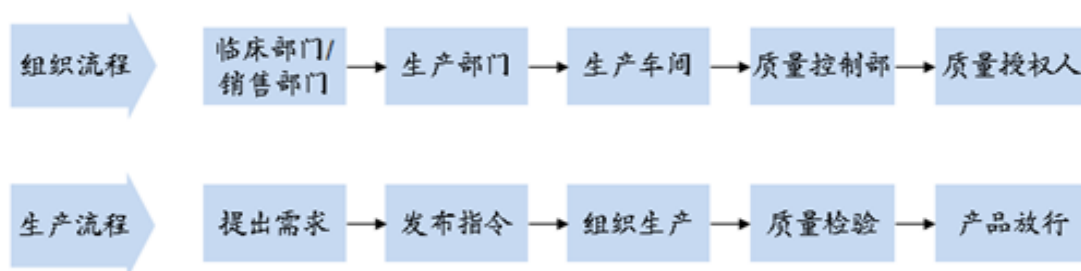 组织流程
临床部门/
销售部门
生产部门
生产车间
质量控制部
质量授权人
生产流程
提出需求
发布指令
组织生产
质量检验
产品放行